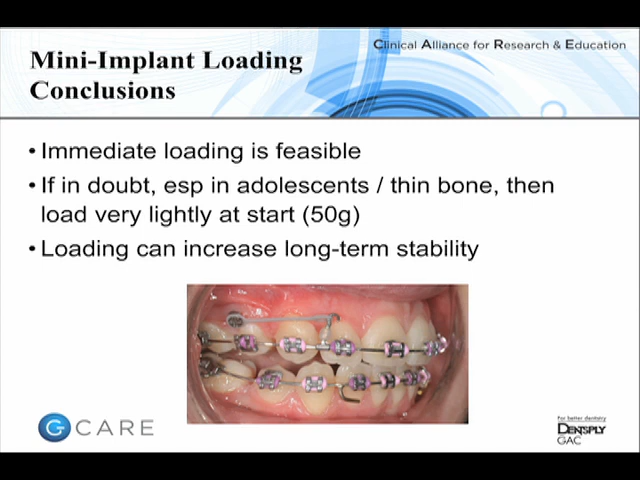 Clinical Alliance for Research & Education
Mini-Implant Loading
Conclusions
• Immediate loading is feasible
• If in doubt, esp in adolescents / thin bone, then
load very lightly at start (50g)
• Loading can increase long-term stability
G CARE
For better dentistry
DENTSPLY
GAC